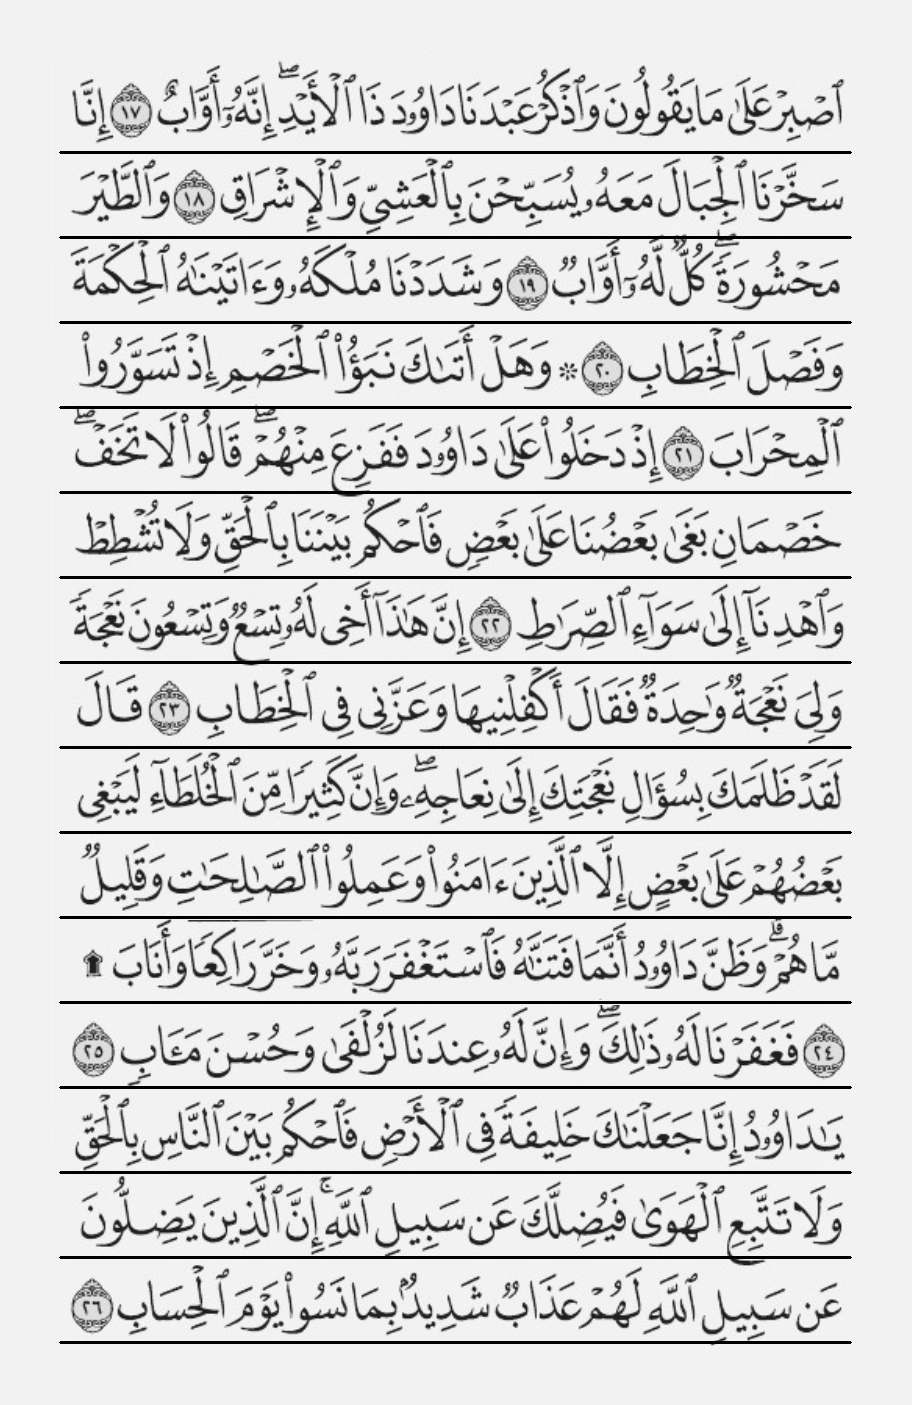 ٱصۡبِرۡ عَلَىٰ مَا يَقُولُونَ وَٱذۡكُرۡ عَبۡدَنَا دَاوُۥدَ ذَا ٱلۡأَيۡدِۖ إِنَّهُۥٓ أَوَّابٌ ١٧ إِنَّا
سَخَّرۡنَا ٱلۡجِبَالَ مَعَهُۥ يُسَبِّحۡنَ بِٱلۡعَشِيِّ وَٱلۡإِشۡرَاقِ ١٨ وَٱلطَّيۡرَ
مَحۡشُورَةٗۖ كُلّٞ لَّهُۥٓ أَوَّابٞ ١٩ وَشَدَدۡنَا مُلۡكَهُۥ وَءَاتَيۡنَٰهُ ٱلۡحِكۡمَةَ
وَفَصۡلَ ٱلۡخِطَابِ ٢٠ ۞ وَهَلۡ أَتَىٰكَ نَبَؤُاْ ٱلۡخَصۡمِ إِذۡ تَسَوَّرُواْ
ٱلۡمِحۡرَابَ ٢١ إِذۡ دَخَلُواْ عَلَىٰ دَاوُۥدَ فَفَزِعَ مِنۡهُمۡۖ قَالُواْ لَا تَخَفۡۖ
خَصۡمَانِ بَغَىٰ بَعۡضُنَا عَلَىٰ بَعۡضٖ فَٱحۡكُم بَيۡنَنَا بِٱلۡحَقِّ وَلَا تُشۡطِطۡ
وَٱهۡدِنَآ إِلَىٰ سَوَآءِ ٱلصِّرَٰطِ ٢٢ إِنَّ هَٰذَآ أَخِي لَهُۥ تِسۡعٞ وَتِسۡعُونَ نَعۡجَةٗ
وَلِيَ نَعۡجَةٞ وَٰحِدَةٞ فَقَالَ أَكۡفِلۡنِيهَا وَعَزَّنِي فِي ٱلۡخِطَابِ ٢٣ قَالَ
لَقَدۡ ظَلَمَكَ بِسُؤَالِ نَعۡجَتِكَ إِلَىٰ نِعَاجِهِۦۖ وَإِنَّ كَثِيرٗا مِّنَ ٱلۡخُلَطَآءِ لَيَبۡغِي
بَعۡضُهُمۡ عَلَىٰ بَعۡضٍ إِلَّا ٱلَّذِينَ ءَامَنُواْ وَعَمِلُواْ ٱلصَّٰلِحَٰتِ وَقَلِيلٞ
مَّا هُمۡۗ وَظَنَّ دَاوُۥدُ أَنَّمَا فَتَنَّٰهُ فَٱسۡتَغۡفَرَ رَبَّهُۥ وَخَرَّۤ رَاكِعٗاۤ وَأَنَابَ ۩
٢٤ فَغَفَرۡنَا لَهُۥ ذَٰلِكَۖ وَإِنَّ لَهُۥ عِندَنَا لَزُلۡفَىٰ وَحُسۡنَ مَـَٔابٖ ٢٥
يَٰدَاوُۥدُ إِنَّا جَعَلۡنَٰكَ خَلِيفَةٗ فِي ٱلۡأَرۡضِ فَٱحۡكُم بَيۡنَ ٱلنَّاسِ بِٱلۡحَقِّ
وَلَا تَتَّبِعِ ٱلۡهَوَىٰ فَيُضِلَّكَ عَن سَبِيلِ ٱللَّهِۚ إِنَّ ٱلَّذِينَ يَضِلُّونَ
عَن سَبِيلِ ٱللَّهِ لَهُمۡ عَذَابٞ شَدِيدُۢ بِمَا نَسُواْ يَوۡمَ ٱلۡحِسَابِ ٢٦